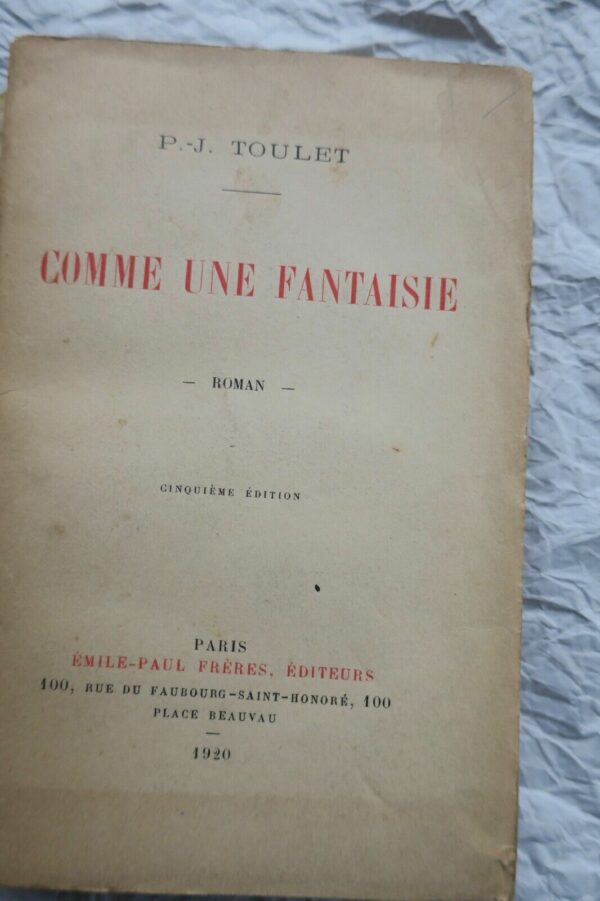 P.-J. TOULET
COMME UNE FANTAISIE
— ROMAN —
CINQUIÈME ÉDITION
PARIS
ÉMILE-PAUL FRÈRES, ÉDITEURS
100, RUE DU FAUBOURG-SAINT-HONORÉ, 100
PLACE BEAUVAU
1920